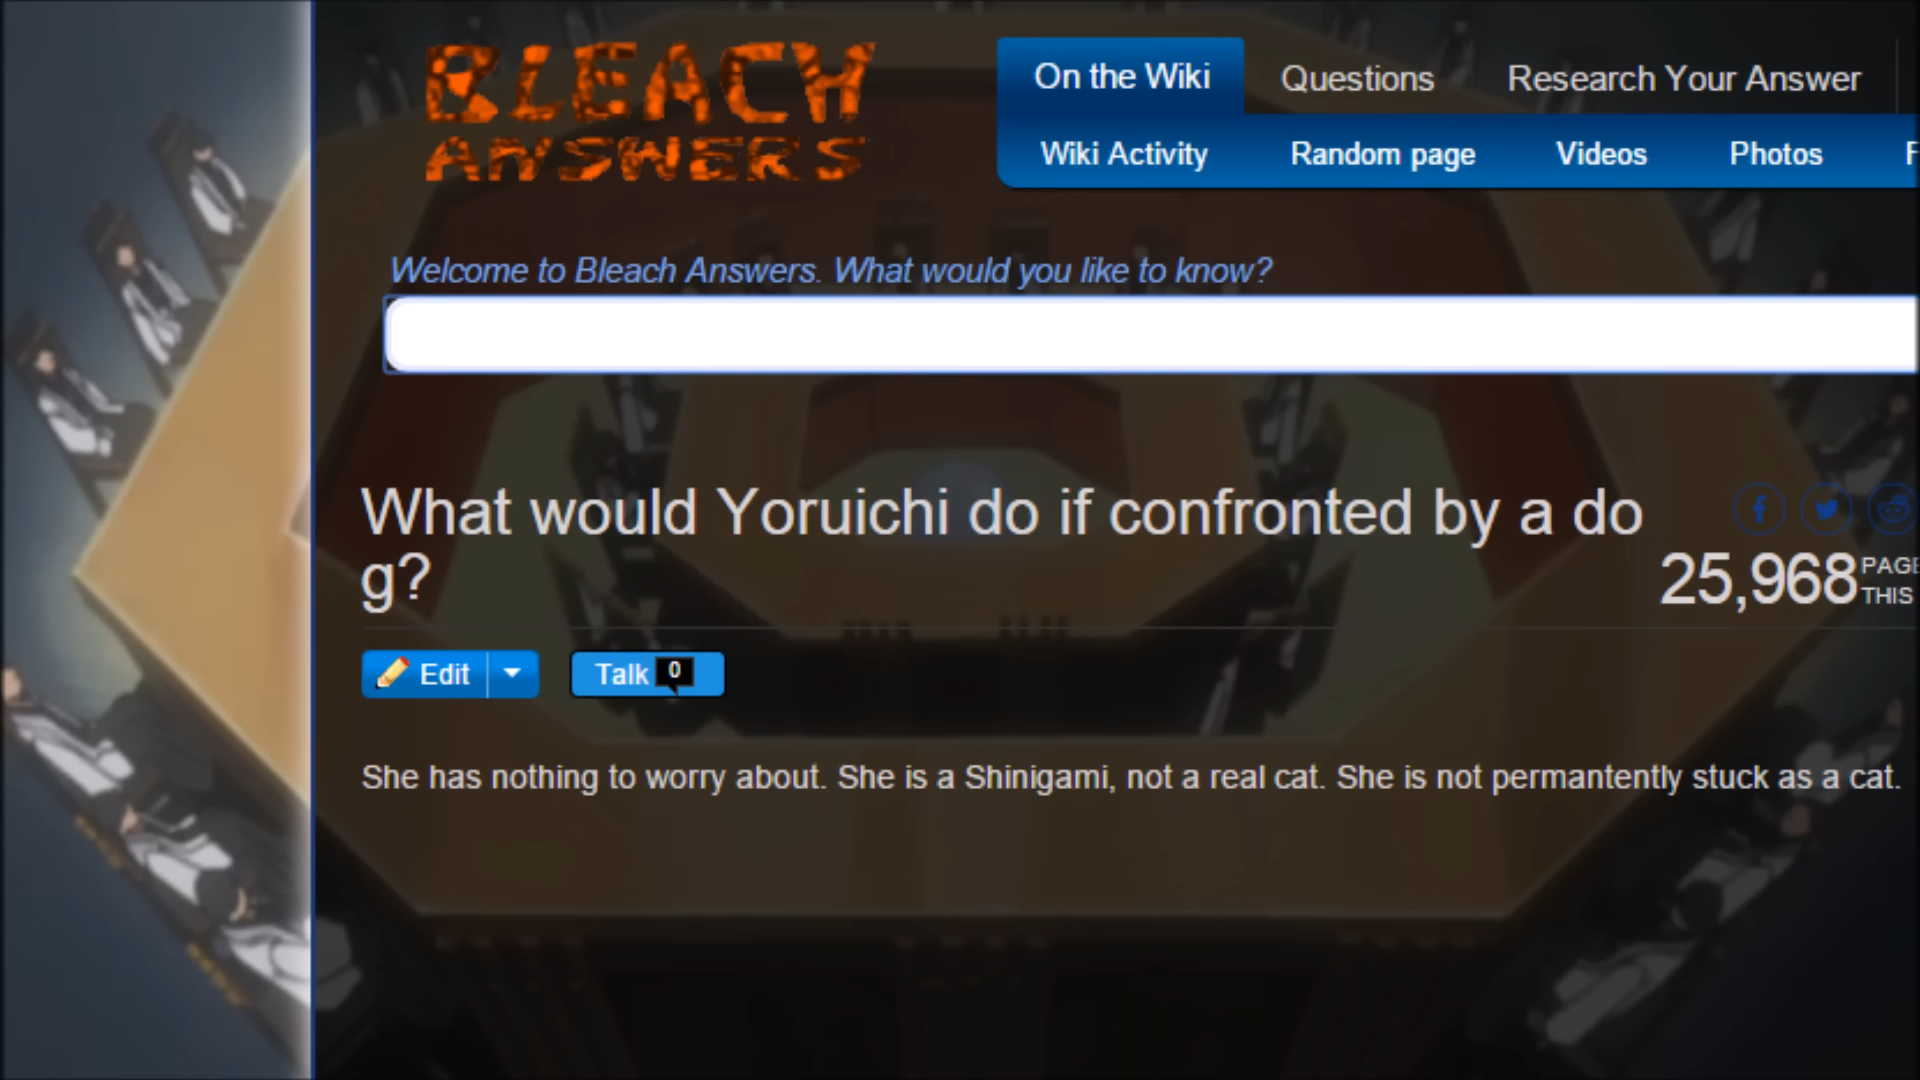 BLEACH
ANSWERS
On the Wiki
Questions
Research Your Answer
Wiki Activity
Random page
Videos
Photos
F
Welcome to Bleach Answers. What would you like to know?
What would Yoruichi do if confronted by a do
g?
25,968
PAGE
THIS
Edit
Talk 0
She has nothing to worry about. She is a Shinigami, not a real cat. She is not permantently stuck as a cat.